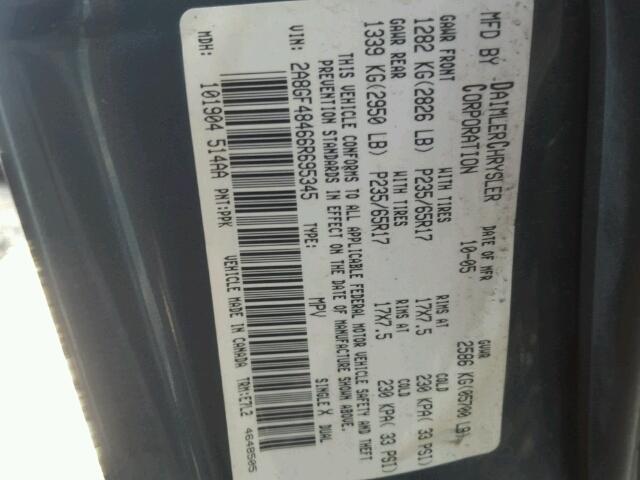 MFD BY DAIMLERCHRYSLER CORPORATION
DATE OF MFR 10-05
GVWR 2586 KG(05700 LB)
GAWR FRONT WITH TIRES RIMS AT COLD
1282 KG(2826 LB) P235/65R17 17X7.5 230 KPA( 33 PSI)
GAWR REAR WITH TIRES RIMS AT COLD
1339 KG(2950 LB) P235/65R17 17X7.5 230 KPA( 33 PSI)
THIS VEHICLE CONFORMS TO ALL APPLICABLE FEDERAL MOTOR VEHICLE SAFETY AND THEFT
PREVENTION STANDARDS IN EFFECT ON THE DATE OF MANUFACTURE SHOWN ABOVE.
VIN: 2A8GF48466R695345 TYPE: MPV SINGLE X DUAL
MDH: 101904 514AA PNT:PPK VEHICLE MADE IN CANADA TRM:E7L2 4648505